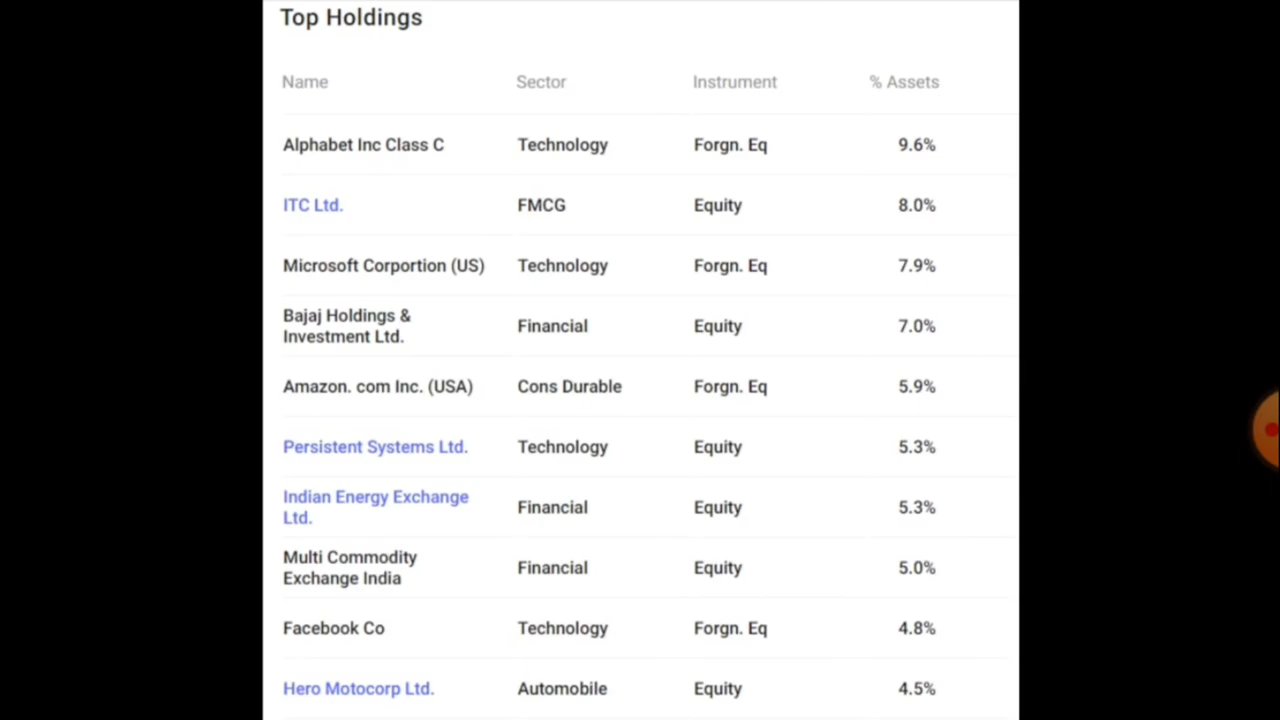 Top Holdings
Name Sector Instrument % Assets
Alphabet Inc Class C Technology Forgn. Eq 9.6%
ITC Ltd. FMCG Equity 8.0%
Microsoft Corportion (US) Technology Forgn. Eq 7.9%
Bajaj Holdings &
Investment Ltd. Financial Equity 7.0%
Amazon. com Inc. (USA) Cons Durable Forgn. Eq 5.9%
Persistent Systems Ltd. Technology Equity 5.3%
Indian Energy Exchange
Ltd. Financial Equity 5.3%
Multi Commodity
Exchange India Financial Equity 5.0%
Facebook Co Technology Forgn. Eq 4.8%
Hero Motocorp Ltd. Automobile Equity 4.5%